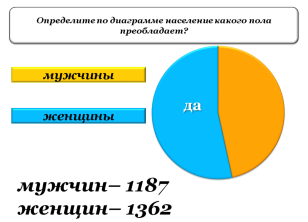 Определите по диаграмме население какого пола
преобладает?
мужчины
женщины
да
мужчин– 1187
женщин– 1362